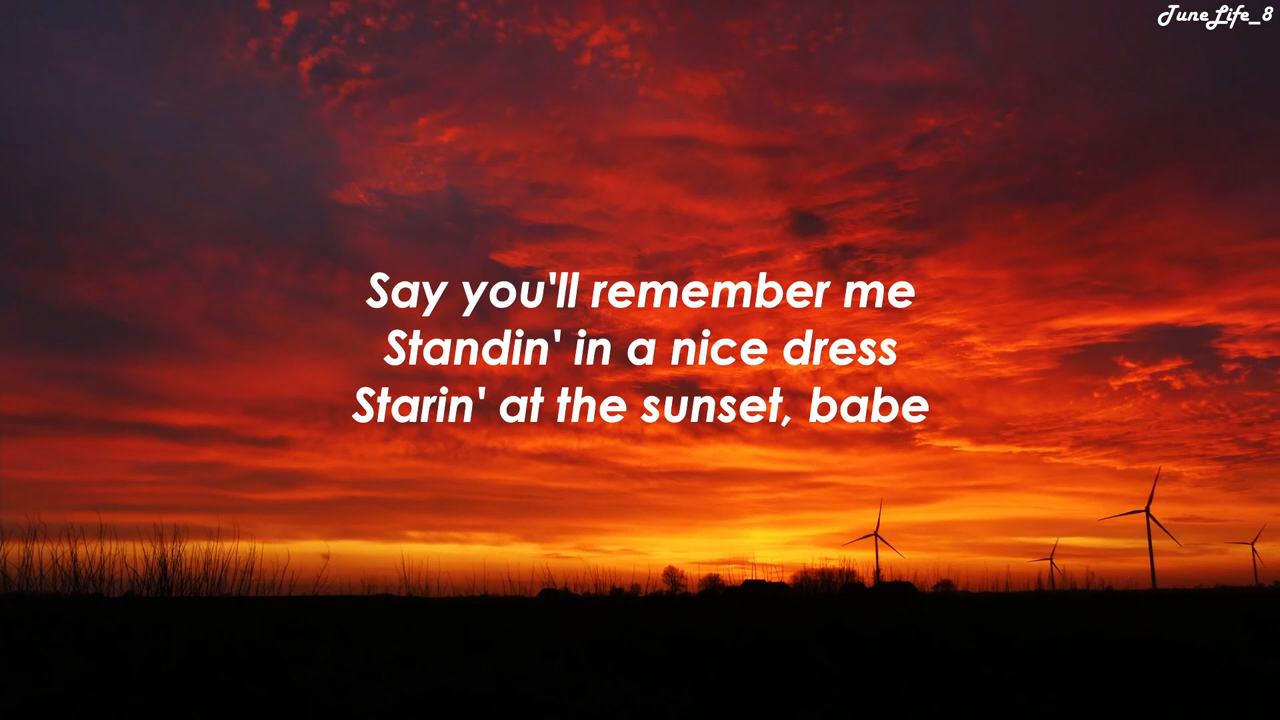 JuneLife_8
Say you'll remember me
Standin' in a nice dress
Starin' at the sunset, babe